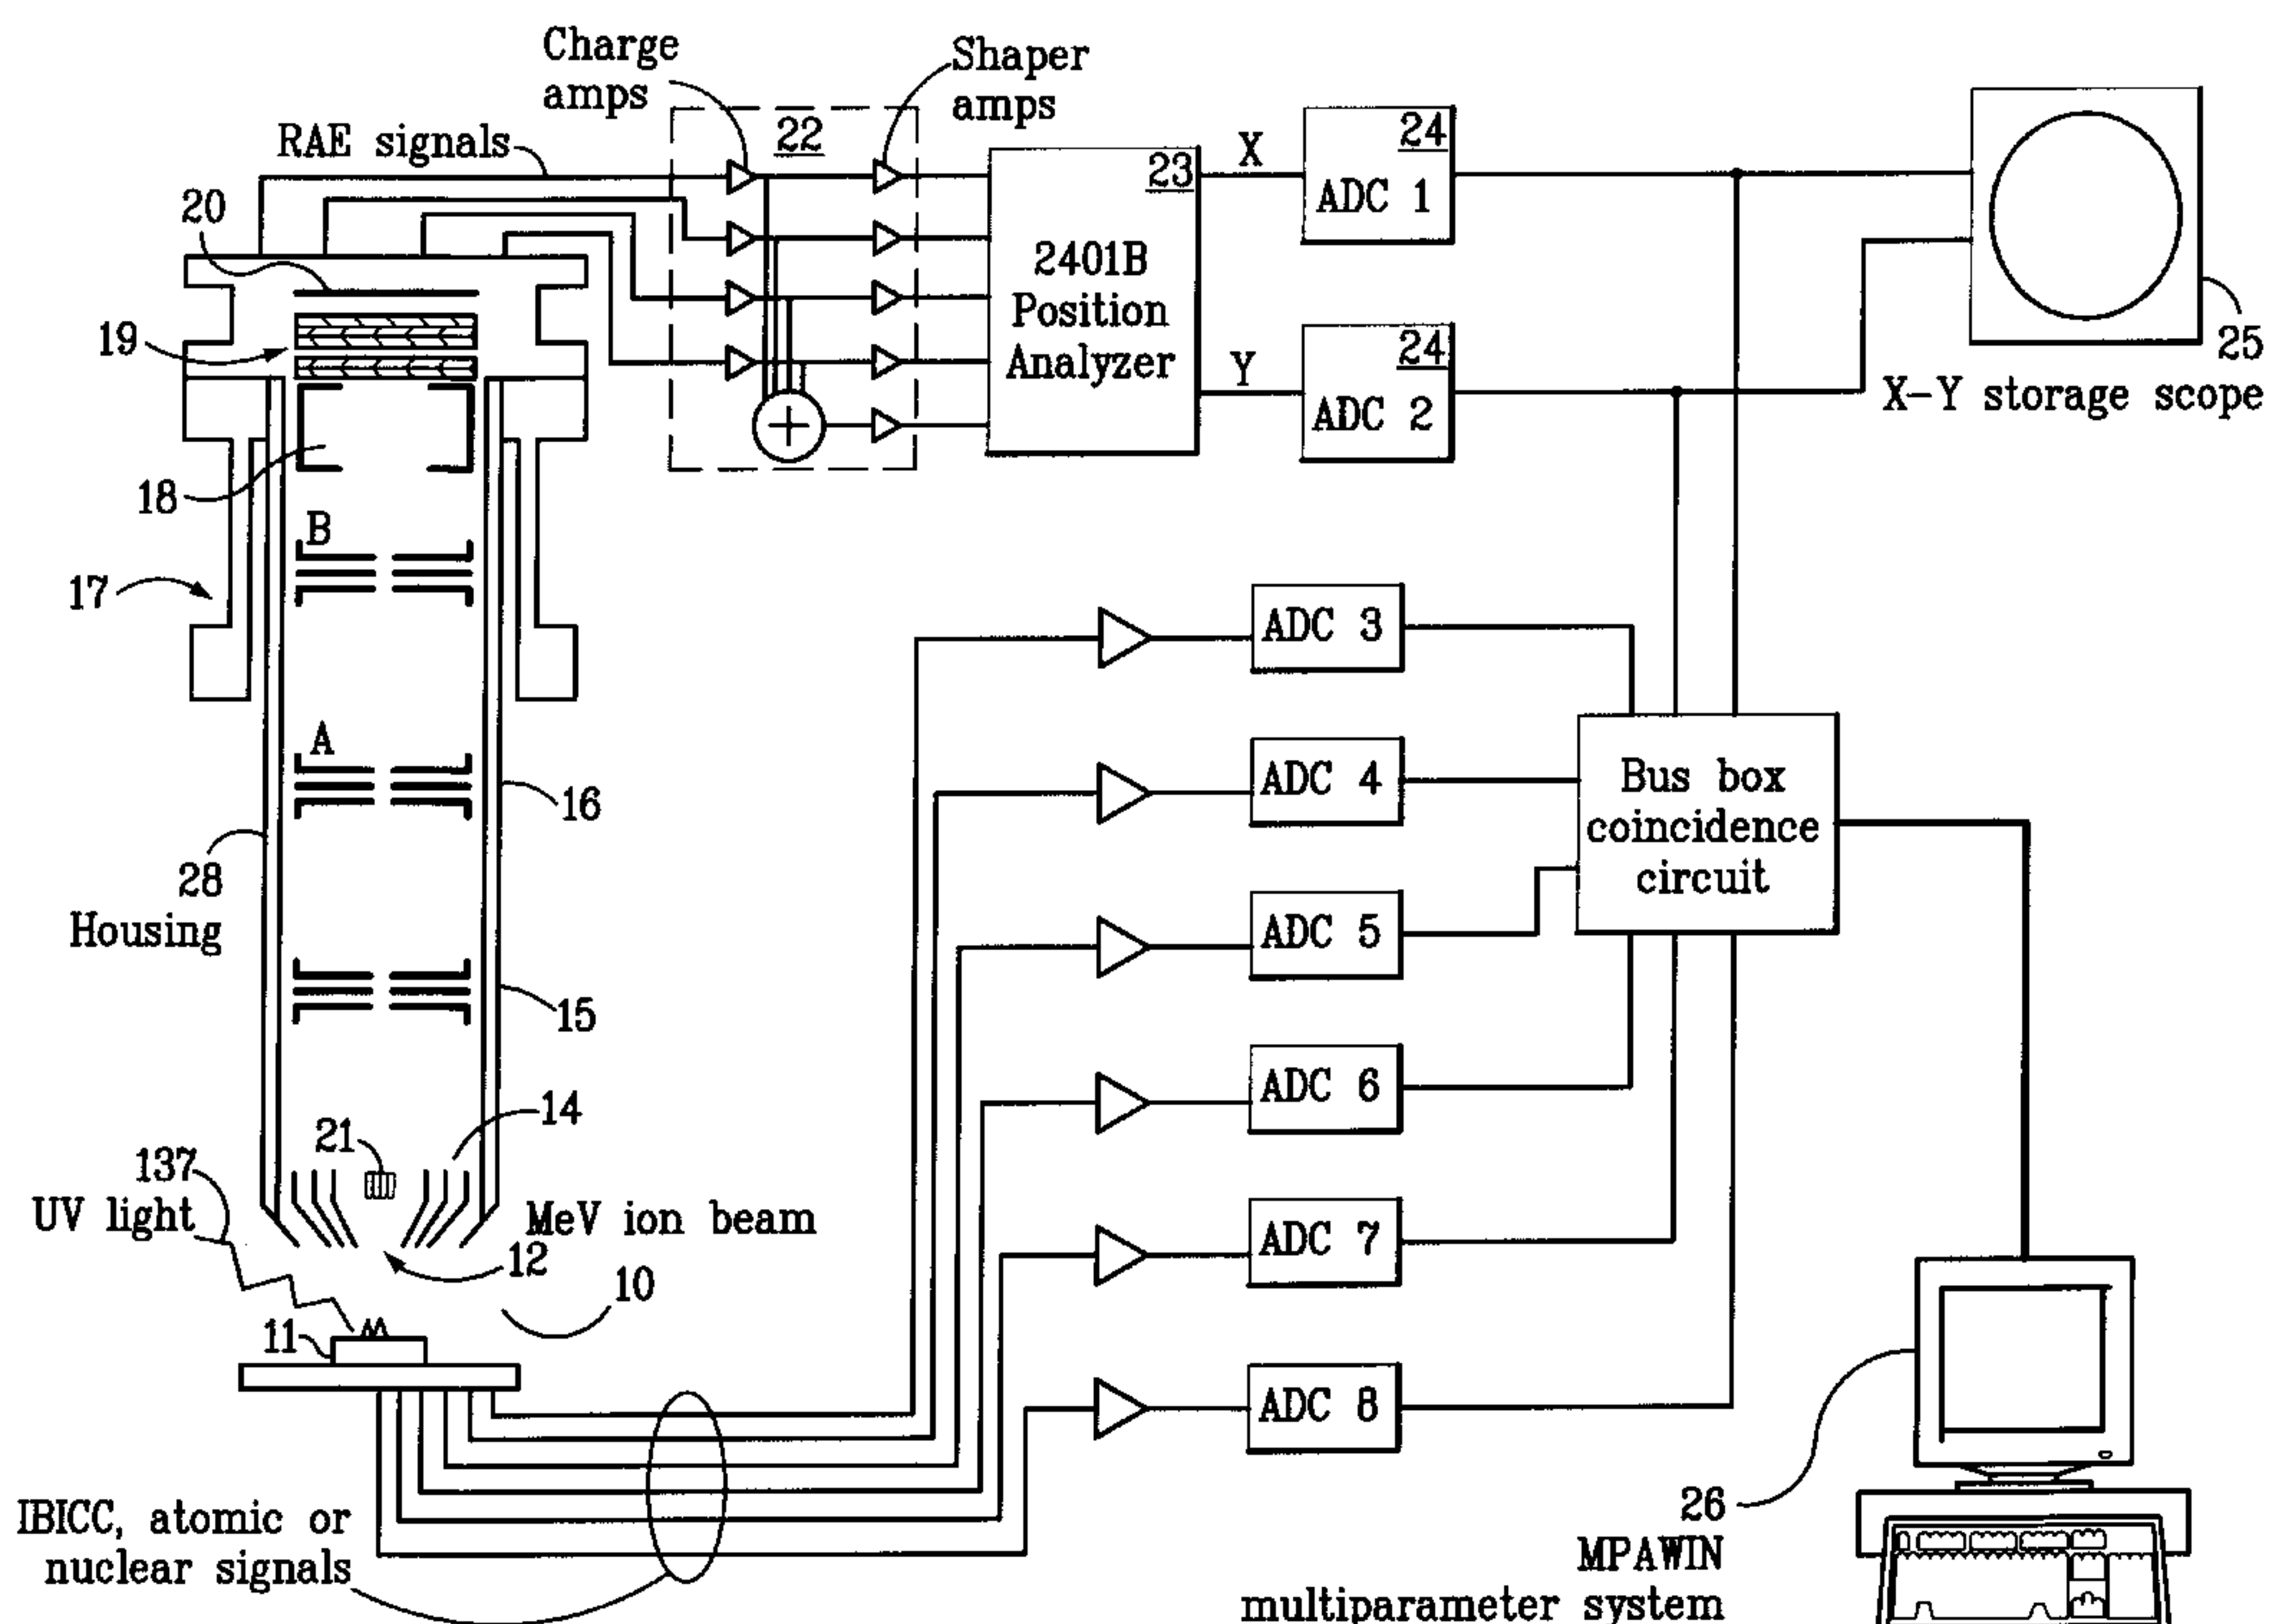 Charge
amps
Shaper
amps
RAE signals
22
23
2401B
Position
Analyzer
X
Y
24
ADC 1
24
ADC 2
25
X-Y storage scope
20
19
18
B
17
A
16
28
Housing
15
14
21
137
UV light
MeV ion beam
12
10
11
ADC 3
ADC 4
ADC 5
ADC 6
ADC 7
ADC 8
Bus box
coincidence
circuit
IBICC, atomic or
nuclear signals
26
MPAWIN
multiparameter system